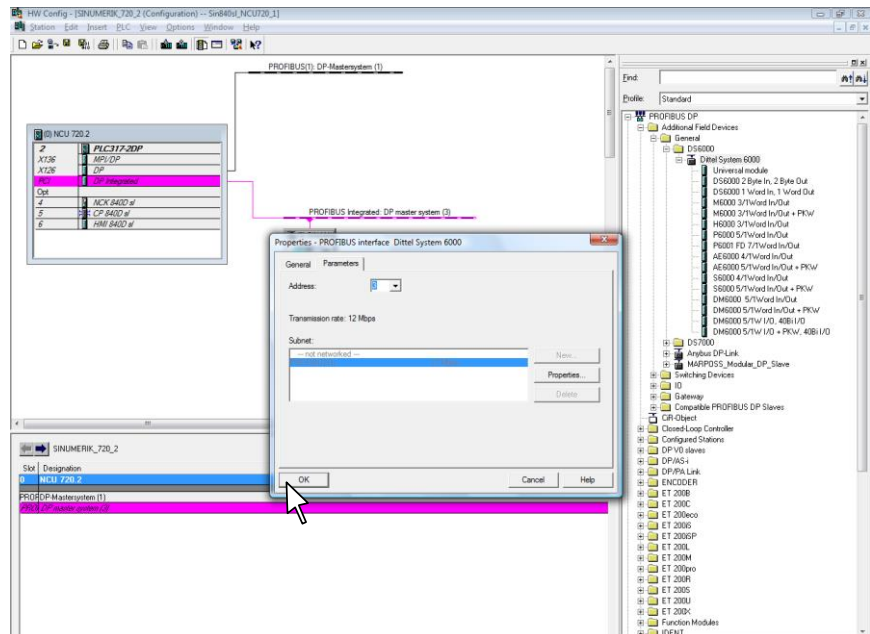 HW Config - [SINUMERIK_720_2 (Configuration) -- Sin840sl_NCU720_1]
Station Edit Insert PLC View Options Window Help
PROFIBUS(1): DP-Mastersystem (1)
(0) NCU 720.2
2 PLC317-2DP
X136 MPI/DP
X126 DP
PCI DP Integrated
Opt
4 NCK 840D sl
5 CP 840D sl
6 HMI 840D sl
PROFIBUS Integrated: DP master system (3)
Properties - PROFIBUS interface Dittel System 6000
General Parameters
Address: 3
Transmission rate: 12 Mbps
Subnet:
--- not networked ---
New...
Properties...
Delete
OK Cancel Help
SINUMERIK_720_2
Slot Designation
0 NCU 720.2
PROF DP-Mastersystem (1)
PROF DP master system (3)
Find:
Profile: Standard
PROFIBUS DP
Additional Field Devices
General
DS6000
Dittel System 6000
Universal module
DS6000 2 Byte In, 2 Byte Out
DS6000 1 Word In, 1 Word Out
M6000 3/1Word In/Out
M6000 3/1Word In/Out + PKW
H6000 3/1Word In/Out
P6000 5/1Word In/Out
P6001 FD 7/1Word In/Out
AE6000 4/1Word In/Out
AE6000 5/1Word In/Out + PKW
S6000 4/1Word In/Out
S6000 5/1Word In/Out + PKW
DM6000 5/1Word In/Out
DM6000 5/1Word In/Out + PKW
DM6000 5/1W I/O, 40Bi I/O
DM6000 5/1W I/O + PKW, 40Bi I/O
DS7000
Anybus DP-Link
MARPOSS_Modular_DP_Slave
Switching Devices
IO
Gateway
Compatible PROFIBUS DP Slaves
CiR-Object
Closed-Loop Controller
Configured Stations
DP V0 slaves
DP/AS-i
DP/PA Link
ENCODER
ET 200B
ET 200C
ET 200eco
ET 200iS
ET 200iSP
ET 200L
ET 200M
ET 200pro
ET 200R
ET 200S
ET 200U
ET 200X
Function Modules
IDENT